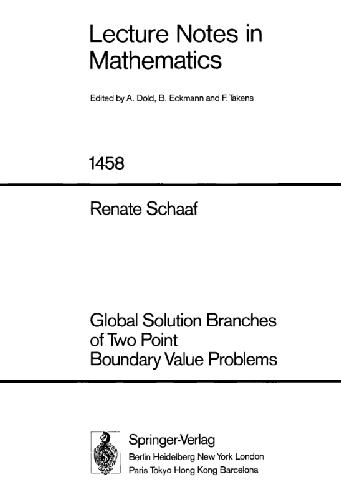 Lecture Notes in
Mathematics
Edited by A. Dold, B. Eckmann and F. Takens
1458
Renate Schaaf
Global Solution Branches
of Two Point
Boundary Value Problems
Springer-Verlag
Berlin Heidelberg New York London
Paris Tokyo Hong Kong Barcelona